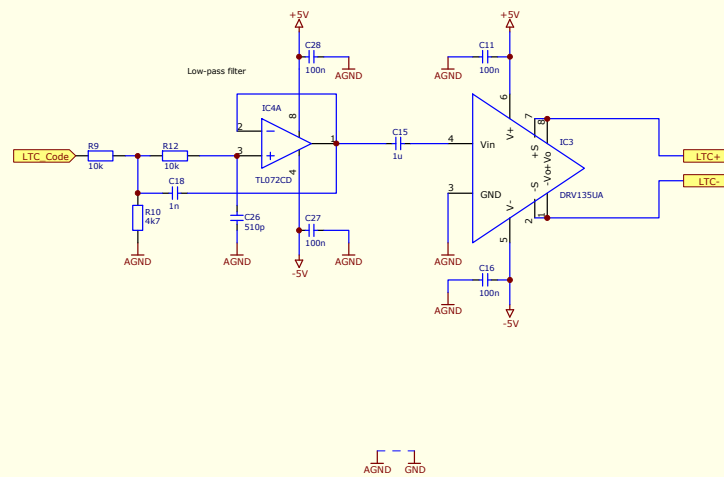 +5V
+5V
C28
100n
AGND
C11
100n
AGND
Low-pass filter
IC4A
8
2
3
1
4
TL072CD
LTC_Code
R9
10k
R12
10k
C18
1n
R10
4k7
AGND
C26
510p
AGND
C27
100n
AGND
-5V
C15
1u
6
7
8
4
Vin
V+
+S
+Vo
IC3
3
GND
V-
-S
-Vo
DRV135UA
5
2
1
AGND
LTC+
LTC-
C16
100n
AGND
-5V
AGND
GND